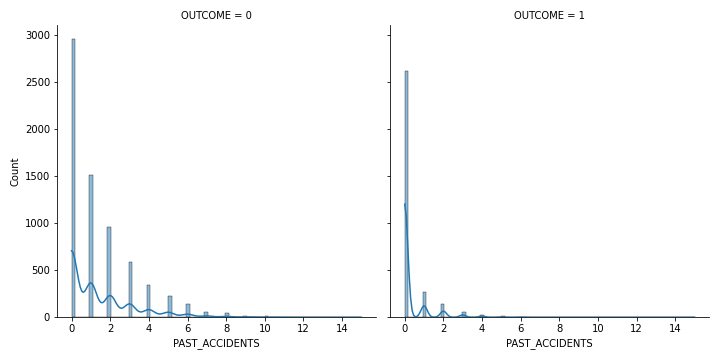 OUTCOME = 0
OUTCOME = 1
3000
2500
2000
1500
1000
500
0
Count
0 2 4 6 8 10 12 14
0 2 4 6 8 10 12 14
PAST_ACCIDENTS
PAST_ACCIDENTS